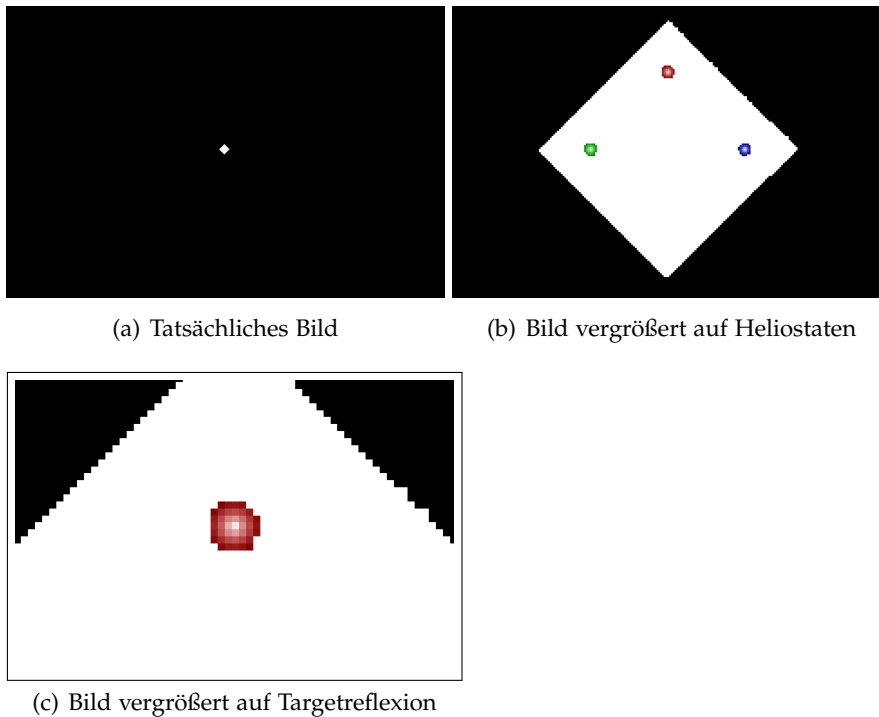 (a) Tatsächliches Bild
(b) Bild vergrößert auf Heliostaten
(c) Bild vergrößert auf Targetreflexion